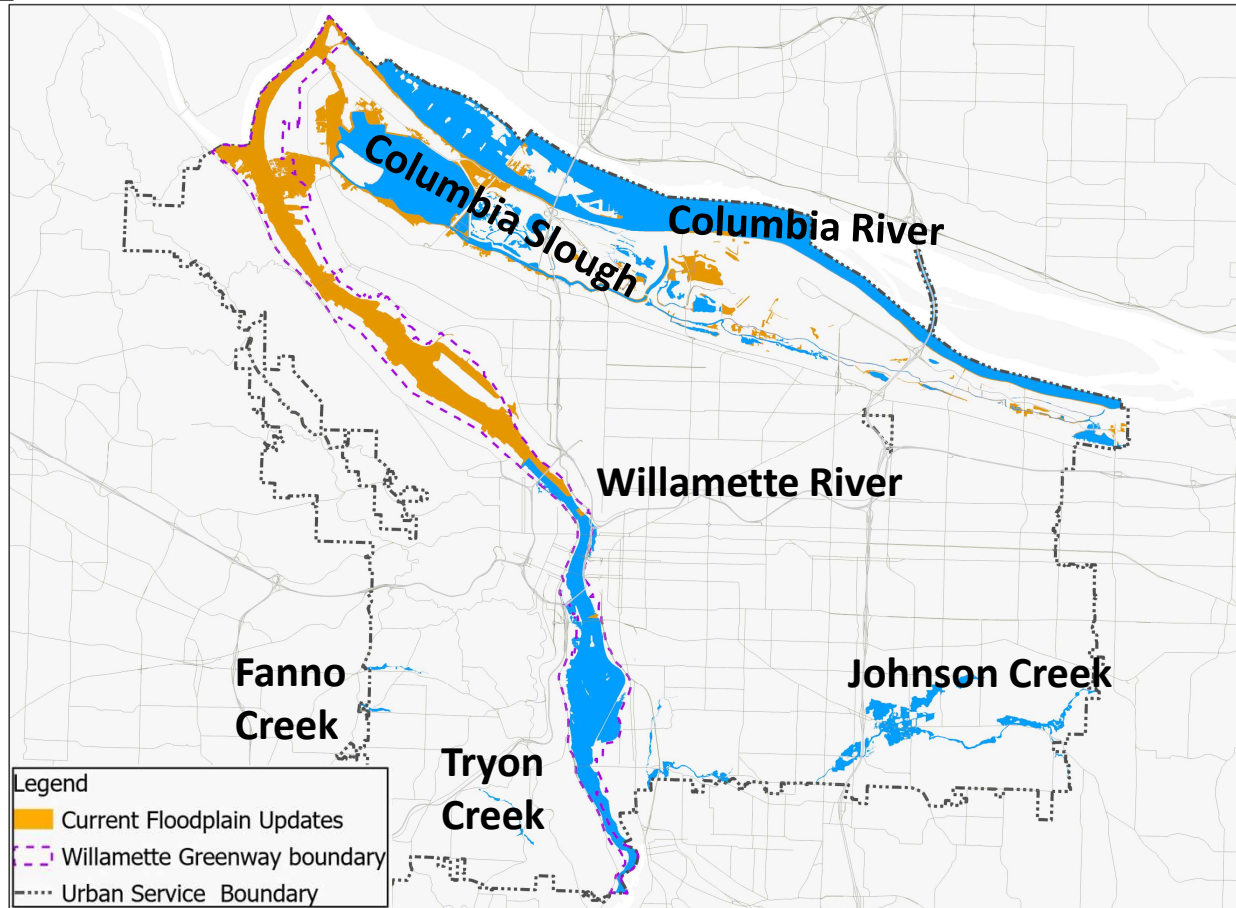 Columbia Slough
Columbia River
Willamette River
Fanno
Creek
Johnson Creek
Tryon
Creek
Legend
Current Floodplain Updates
Willamette Greenway boundary
Urban Service Boundary